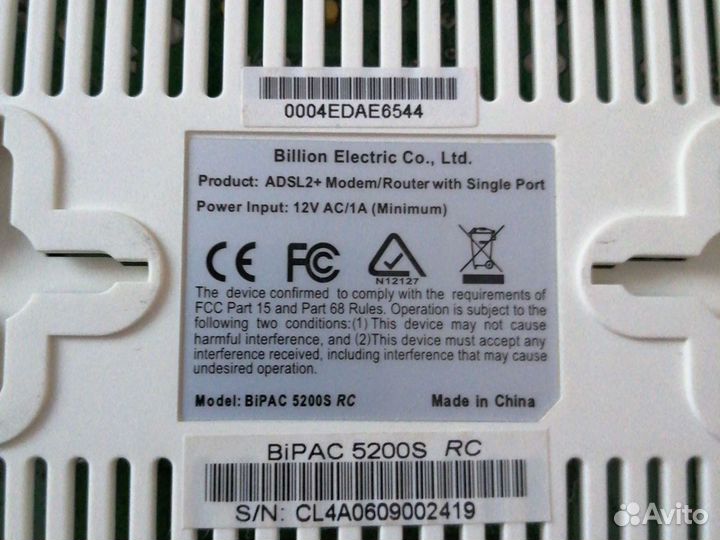 0004EDAE6544
Billion Electric Co., Ltd.
Product: ADSL2+ Modem/Router with Single Port
Power Input: 12V AC/1A (Minimum)
CE FC
N12127
The device confirmed to comply with the requirements of
FCC Part 15 and Part 68 Rules. Operation is subject to the
following two conditions:(1) This device may not cause
harmful interference, and (2)This device must accept any
interference received, including interference that may cause
undesired operation.
Model: BiPAC 5200S RC Made in China
BiPAC 5200S RC
S/N: CL4A0609002419
Avito